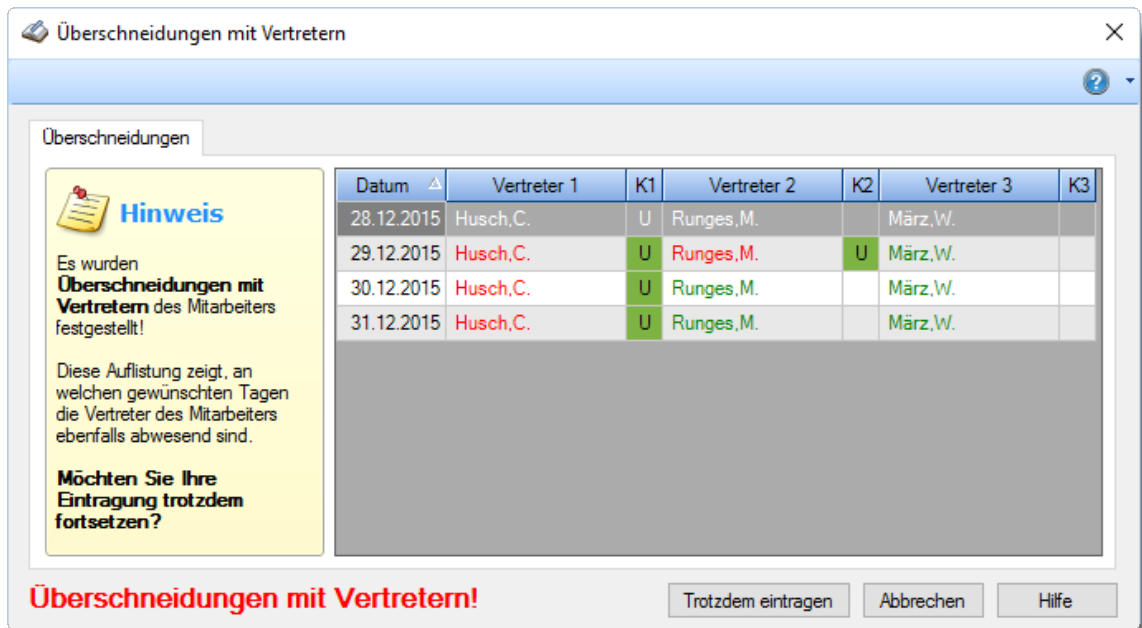 Überschneidungen mit Vertretern
Überschneidungen
Hinweis
Es wurden
Überschneidungen mit
Vertretern des Mitarbeiters
festgestellt!
Diese Auflistung zeigt, an
welchen gewünschten Tagen
die Vertreter des Mitarbeiters
ebenfalls abwesend sind.
Möchten Sie Ihre
Eintragung trotzdem
fortsetzen?
Datum Vertreter 1 K1 Vertreter 2 K2 Vertreter 3 K3
28.12.2015 Husch,C. U Runges,M. März,W.
29.12.2015 Husch,C. U Runges,M. U März,W.
30.12.2015 Husch,C. U Runges,M. März,W.
31.12.2015 Husch,C. U Runges,M. März,W.
Überschneidungen mit Vertretern!
Trotzdem eintragen Abbrechen Hilfe